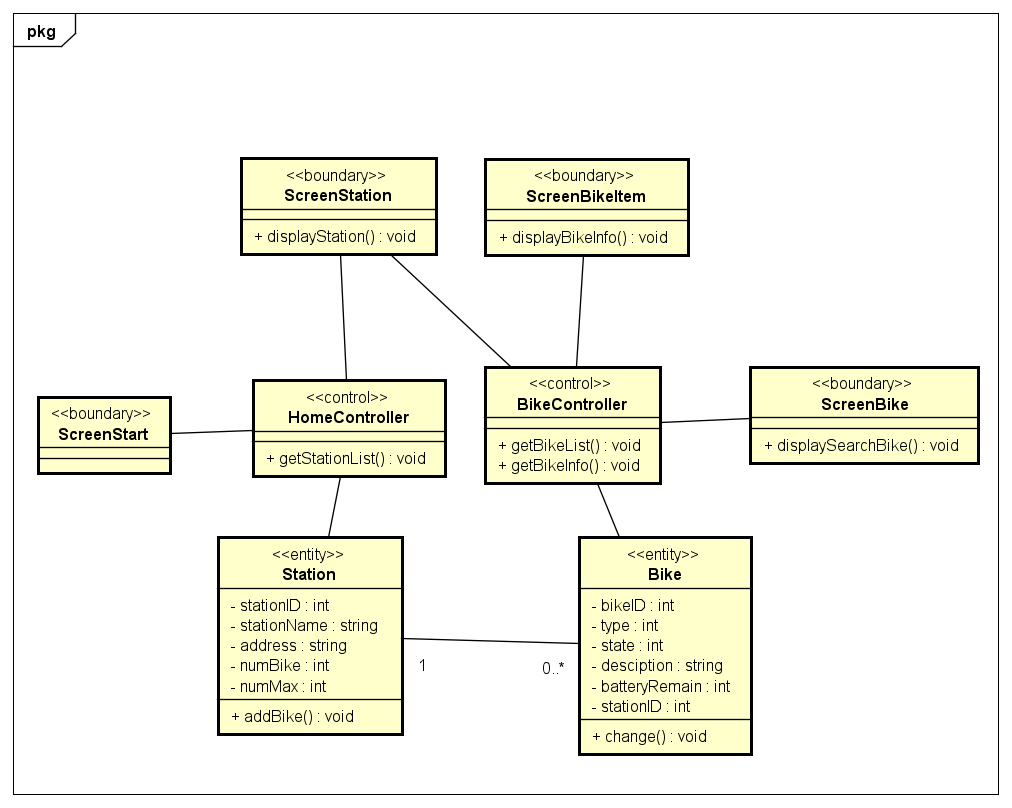 pkg
<<boundary>>
ScreenStation
+ displayStation() : void
<<boundary>>
ScreenBikeItem
+ displayBikeInfo() : void
<<boundary>>
ScreenStart
<<control>>
HomeController
+ getStationList() : void
<<control>>
BikeController
+ getBikeList() : void
+ getBikeInfo() : void
<<boundary>>
ScreenBike
+ displaySearchBike() : void
<<entity>>
Station
- stationID : int
- stationName : string
- address : string
- numBike : int
- numMax : int
+ addBike() : void
1
0..*
<<entity>>
Bike
- bikeID : int
- type : int
- state : int
- desciption : string
- batteryRemain : int
- stationID : int
+ change() : void